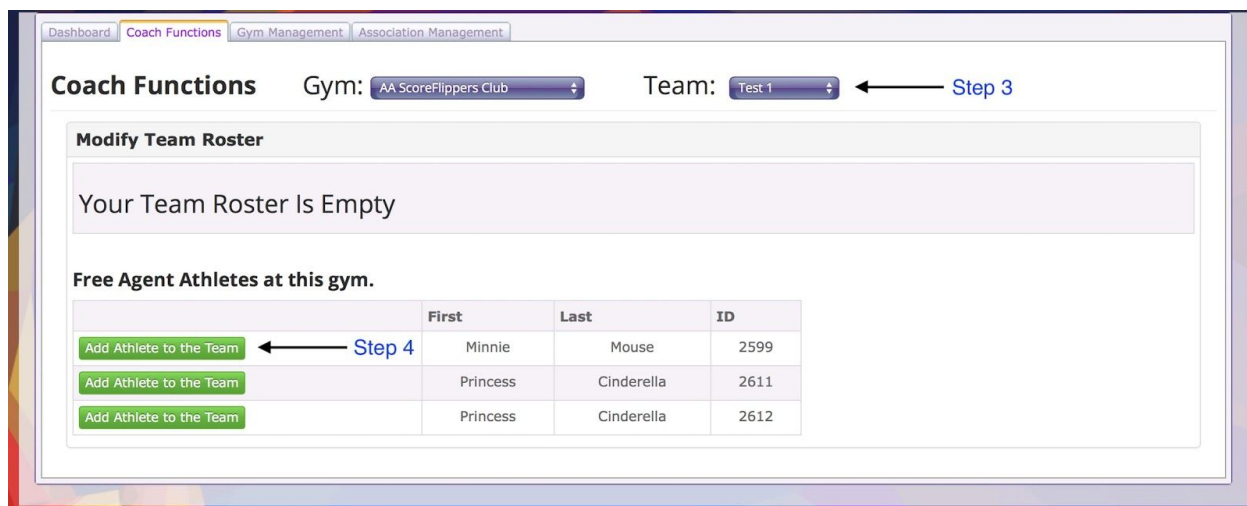 Dashboard Coach Functions Gym Management Association Management
Coach Functions Gym: AA ScoreFlippers Club Team: Test 1 Step 3
Modify Team Roster
Your Team Roster Is Empty
Free Agent Athletes at this gym.
First Last ID
Add Athlete to the Team Step 4 Minnie Mouse 2599
Add Athlete to the Team Princess Cinderella 2611
Add Athlete to the Team Princess Cinderella 2612